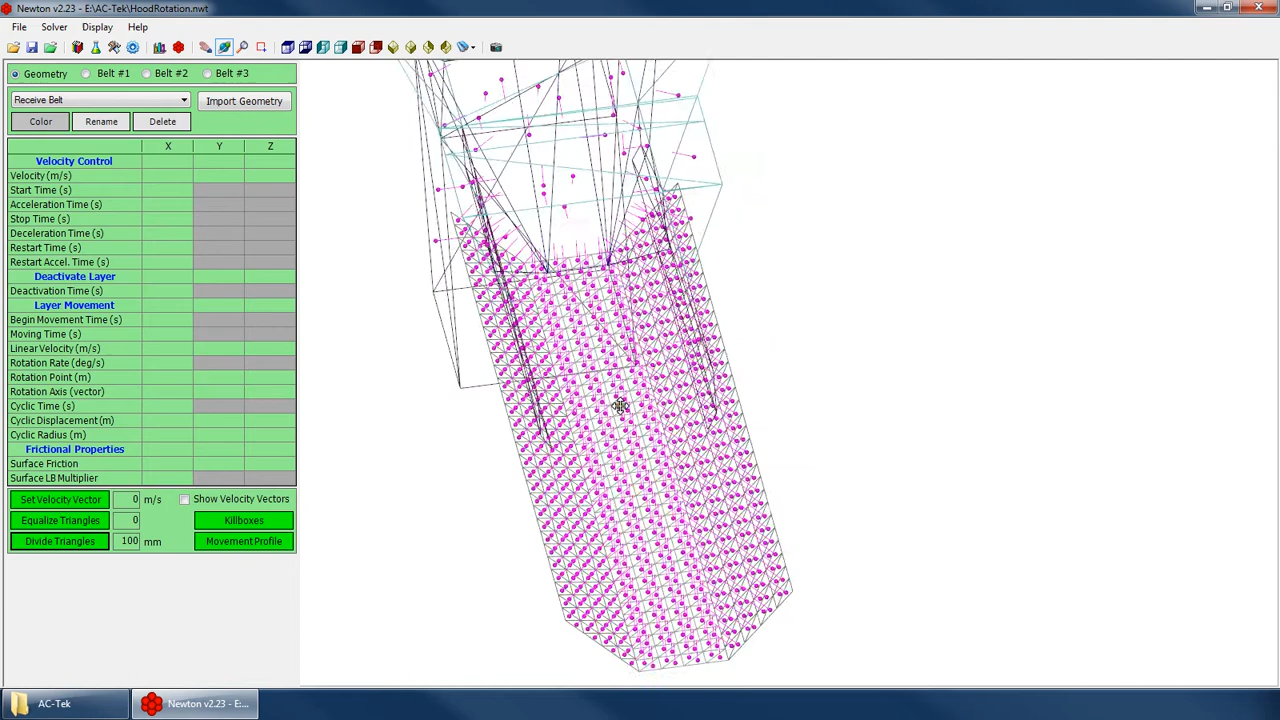 Newton v2.23 - E:\AC-Tek\HoodRotation.nwt
File Solver Display Help
Geometry Belt #1 Belt #2 Belt #3
Receive Belt Import Geometry
Color Rename Delete
X Y Z
Velocity Control
Velocity (m/s)
Start Time (s)
Acceleration Time (s)
Stop Time (s)
Deceleration Time (s)
Restart Time (s)
Restart Accel. Time (s)
Deactivate Layer
Deactivation Time (s)
Layer Movement
Begin Movement Time (s)
Moving Time (s)
Linear Velocity (m/s)
Rotation Rate (deg/s)
Rotation Point (m)
Rotation Axis (vector)
Cyclic Time (s)
Cyclic Displacement (m)
Cyclic Radius (m)
Frictional Properties
Surface Friction
Surface LB Multiplier
Set Velocity Vector 0 m/s Show Velocity Vectors
Equalize Triangles 0 Killboxes
Divide Triangles 100 mm Movement Profile
AC-Tek Newton v2.23 - E:...